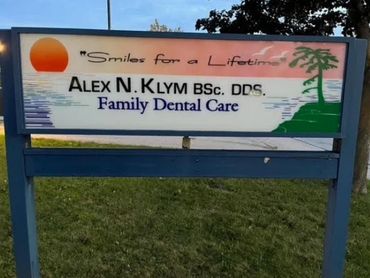 "Smiles for a Lifetime"
ALEX N. KLYM BSC. DDS.
Family Dental Care